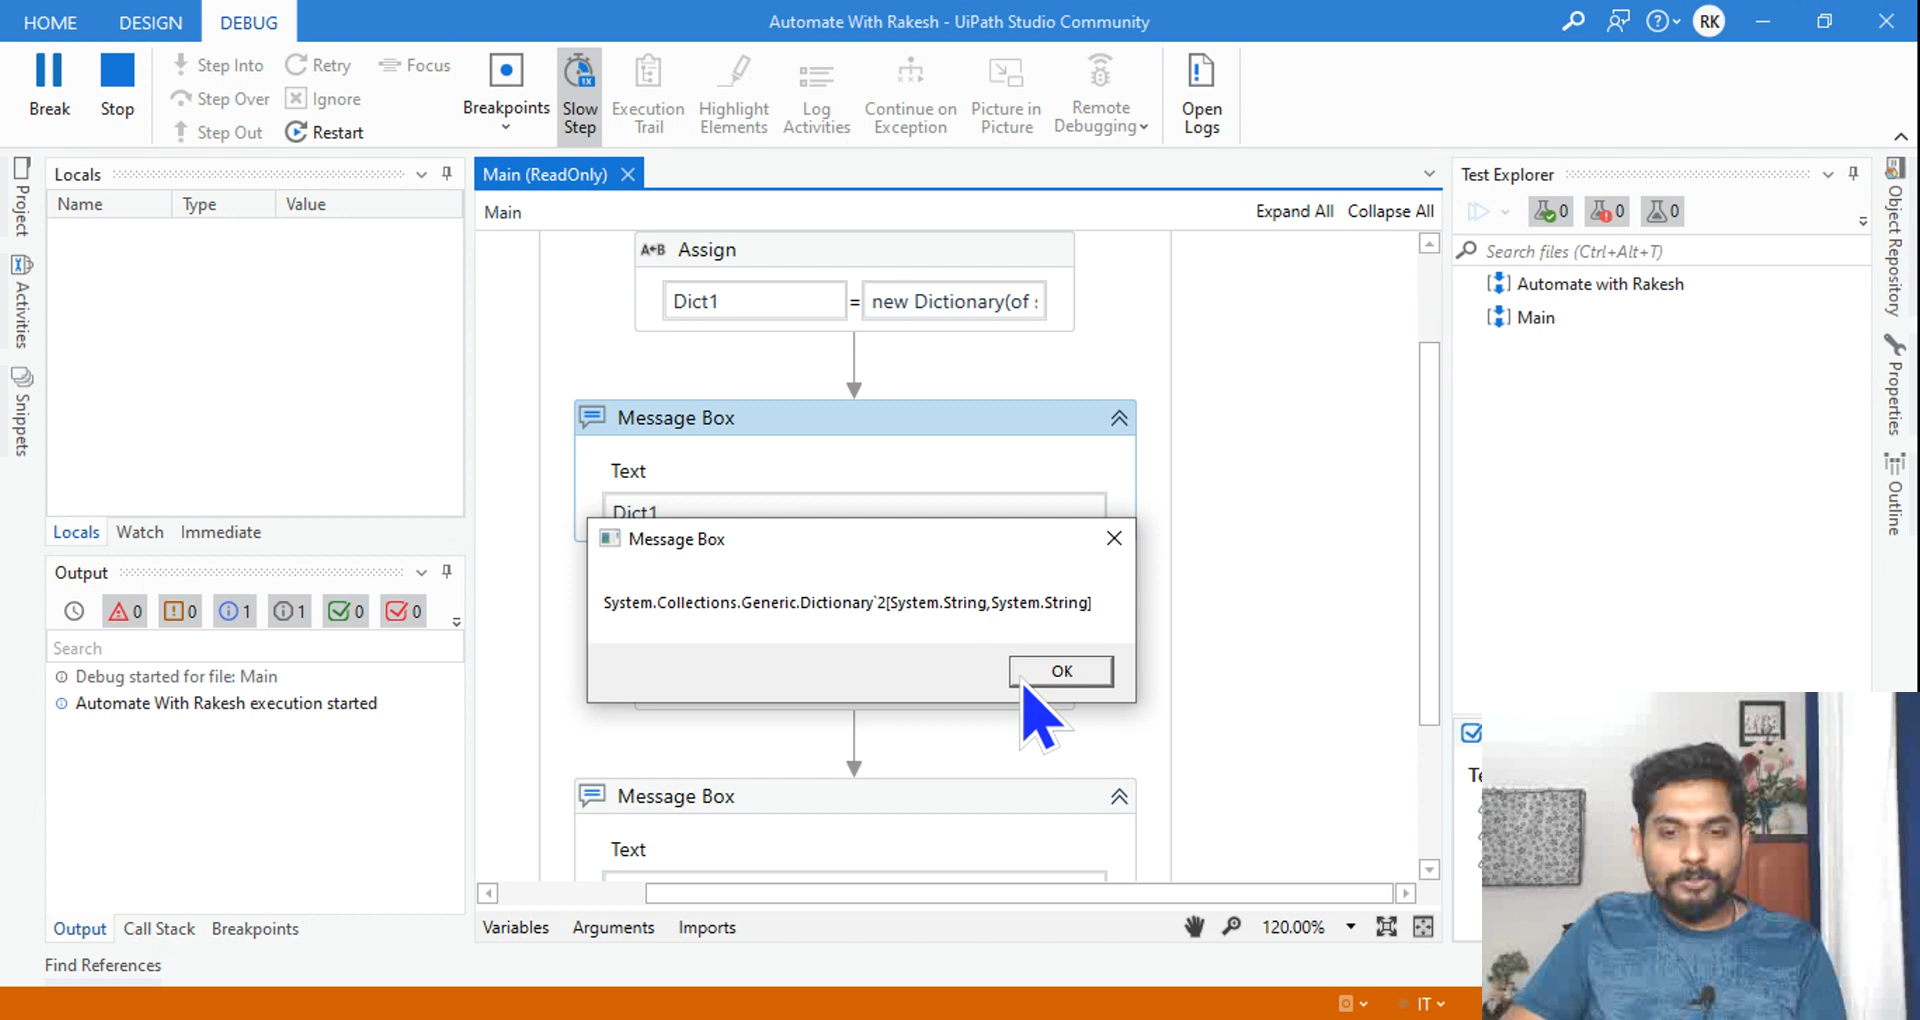 HOME DESIGN DEBUG Automate With Rakesh - UiPath Studio Community RK
Break
Stop
Step Into
Step Over
Step Out
Retry
Ignore
Restart
Focus
Breakpoints
Slow
Step
1X
Execution
Trail
Highlight
Elements
Log
Activities
Continue on
Exception
Picture in
Picture
Remote
Debugging
Open
Logs
Project
Activities
Snippets
Locals
Name Type Value
Locals Watch Immediate
Output
0 0 1 1 0 0
Search
Debug started for file: Main
Automate With Rakesh execution started
Output Call Stack Breakpoints
Find References
Main (ReadOnly)
Main Expand All Collapse All
A←B Assign
Dict1 = new Dictionary(of
Message Box
Text
Dict1
Message Box
System.Collections.Generic.Dictionary`2[System.String,System.String]
OK
Message Box
Text
Variables Arguments Imports 120.00%
Test Explorer
0 0 0
Search files (Ctrl+Alt+T)
Automate with Rakesh
Main
Object Repository
Properties
Outline
IT